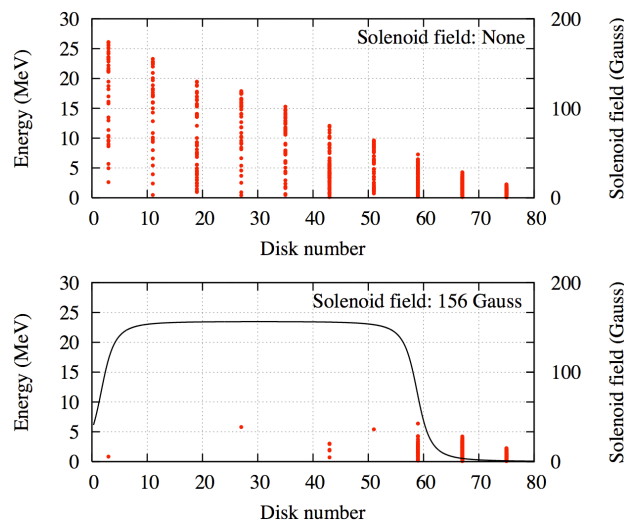 Solenoid field: None
Energy (MeV)
30
25
20
15
10
5
0
200
100
0
Solenoid field (Gauss)
0 10 20 30 40 50 60 70 80
Disk number
Solenoid field: 156 Gauss
Energy (MeV)
30
25
20
15
10
5
0
200
100
0
Solenoid field (Gauss)
0 10 20 30 40 50 60 70 80
Disk number